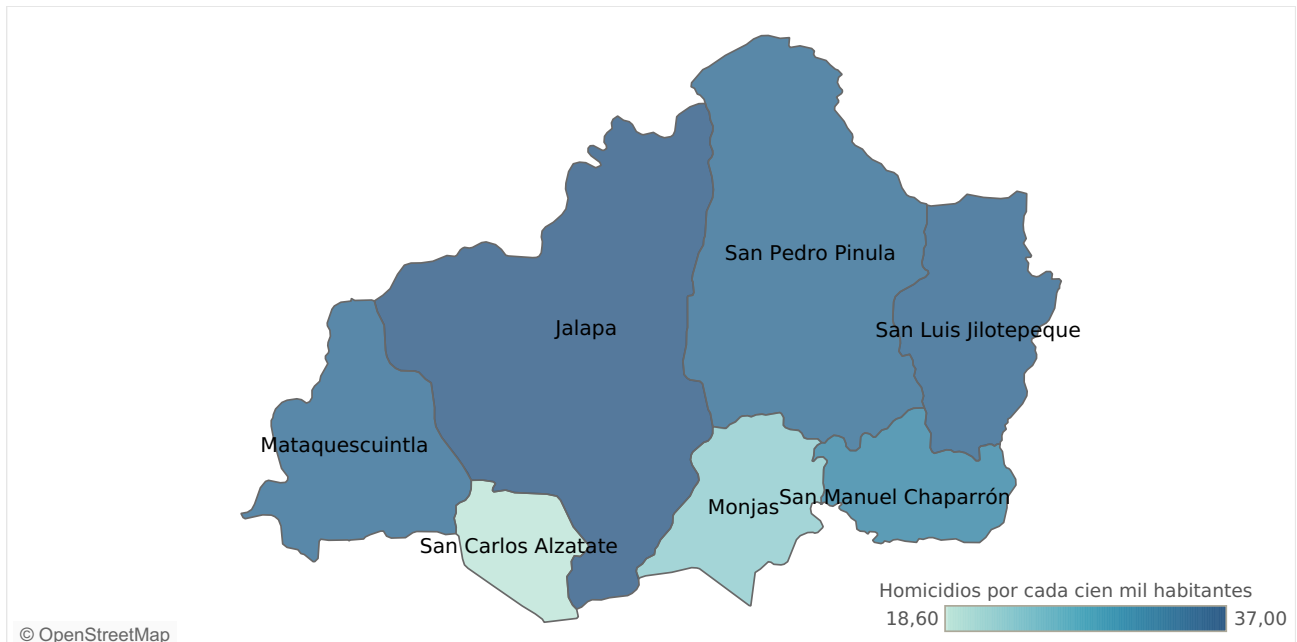 San Pedro Pinula
Jalapa
San Luis Jilotepeque
Mataquescuintla
San Manuel Chaparrón
Monjas
San Carlos Alzatate
Homicidios por cada cien mil habitantes
18,60 37,00
© OpenStreetMap